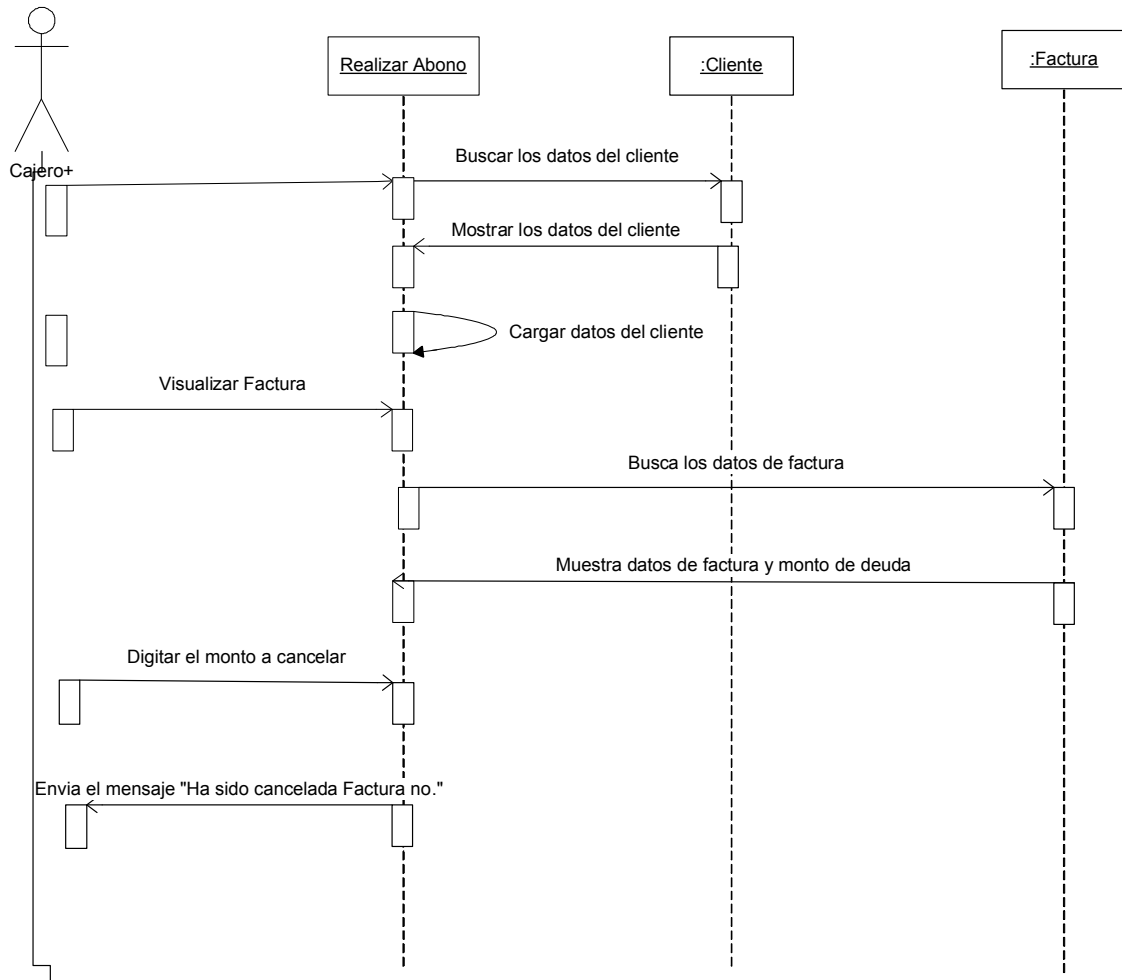 Realizar Abono
:Cliente
:Factura
Cajero+
Buscar los datos del cliente
Mostrar los datos del cliente
Cargar datos del cliente
Visualizar Factura
Busca los datos de factura
Muestra datos de factura y monto de deuda
Digitar el monto a cancelar
Envia el mensaje "Ha sido cancelada Factura no."